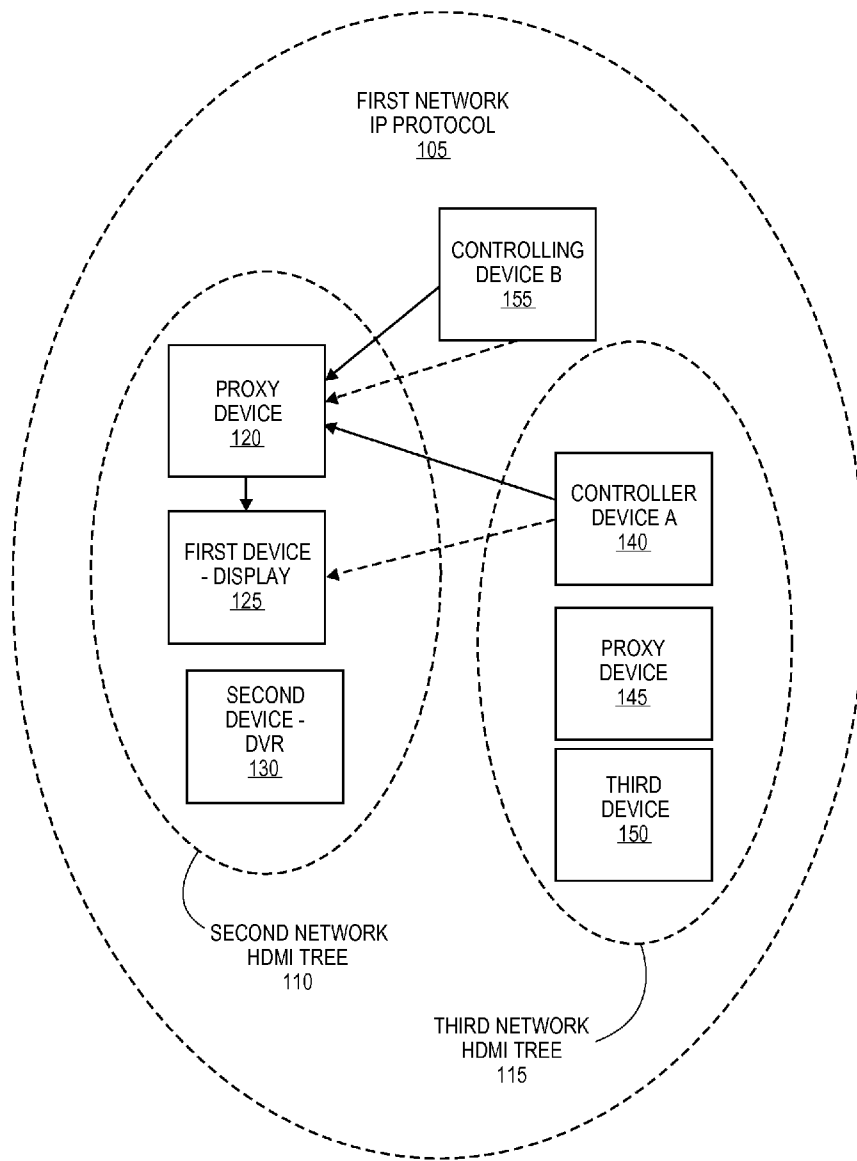 FIRST NETWORK
IP PROTOCOL
105
CONTROLLING
DEVICE B
155
PROXY
DEVICE
120
CONTROLLER
DEVICE A
140
FIRST DEVICE
- DISPLAY
125
PROXY
DEVICE
145
SECOND
DEVICE -
DVR
130
THIRD
DEVICE
150
SECOND NETWORK
HDMI TREE
110
THIRD NETWORK
HDMI TREE
115